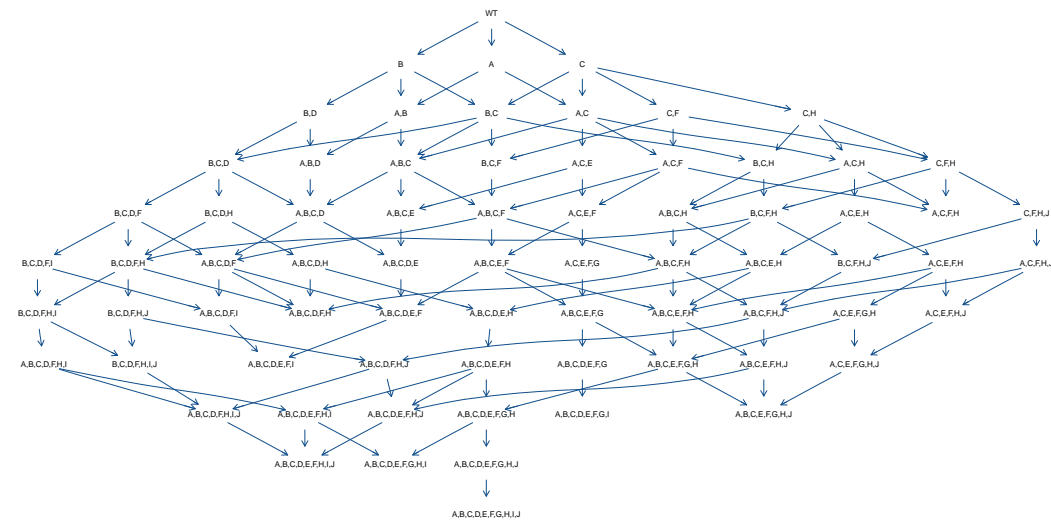 WT
B A C
B,D A,B B,C A,C C,F C,H
B,C,D A,B,D A,B,C B,C,F A,C,E A,C,F B,C,H A,C,H C,F,H
B,C,D,F B,C,D,H A,B,C,D A,B,C,E A,B,C,F A,C,E,F A,B,C,H B,C,F,H A,C,E,H A,C,F,H C,F,H,J
B,C,D,F,I B,C,D,F,H A,B,C,D,F A,B,C,D,H A,B,C,D,E A,B,C,E,F A,C,E,F,G A,B,C,F,H A,B,C,E,H B,C,F,H,J A,C,E,F,H A,C,F,H,J
B,C,D,F,H,I B,C,D,F,H,J A,B,C,D,F,I A,B,C,D,F,H A,B,C,D,E,F A,B,C,D,E,H A,B,C,E,F,G A,B,C,E,F,H A,B,C,F,H,J A,C,E,F,G,H A,C,E,F,H,J
A,B,C,D,F,H,I B,C,D,F,H,I,J A,B,C,D,E,F,I A,B,C,D,F,H,J A,B,C,D,E,F,H A,B,C,D,E,F,G A,B,C,E,F,G,H A,B,C,E,F,H,J A,C,E,F,G,H,J
A,B,C,D,F,H,I,J A,B,C,D,E,F,H,I A,B,C,D,E,F,H,J A,B,C,D,E,F,G,H A,B,C,D,E,F,G,I A,B,C,E,F,G,H,J
A,B,C,D,E,F,H,I,J A,B,C,D,E,F,G,H,I A,B,C,D,E,F,G,H,J
A,B,C,D,E,F,G,H,I,J